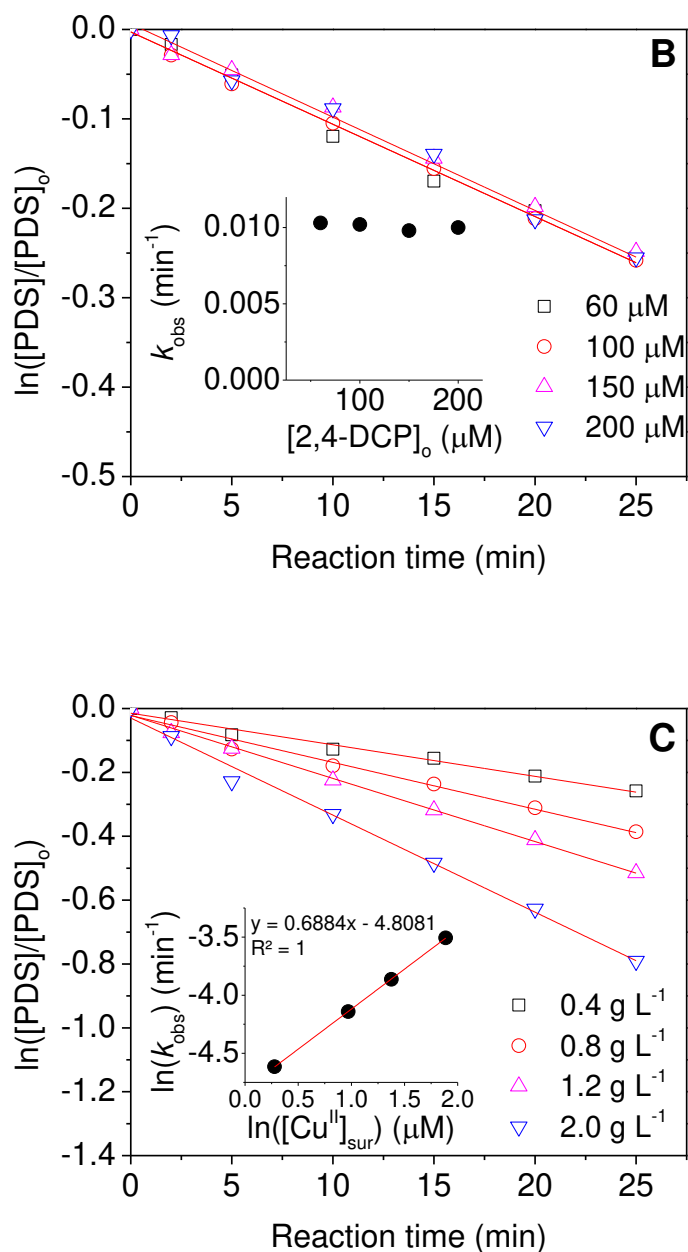 B
0.0
-0.1
-0.2
-0.3
-0.4
-0.5
ln([PDS]/[PDS]ₒ)
0.010
0.005
0.000
k_obs (min⁻¹)
100 200
[2,4-DCP]ₒ (μM)
60 μM
100 μM
150 μM
200 μM
0 5 10 15 20 25
Reaction time (min)
C
0.0
-0.2
-0.4
-0.6
-0.8
-1.0
-1.2
-1.4
ln([PDS]/[PDS]ₒ)
y = 0.6884x - 4.8081
R² = 1
-3.5
-4.0
-4.5
ln(k_obs) (min⁻¹)
0.0 0.5 1.0 1.5 2.0
ln([Cuᴵᴵ]_sur) (μM)
0.4 g L⁻¹
0.8 g L⁻¹
1.2 g L⁻¹
2.0 g L⁻¹
0 5 10 15 20 25
Reaction time (min)